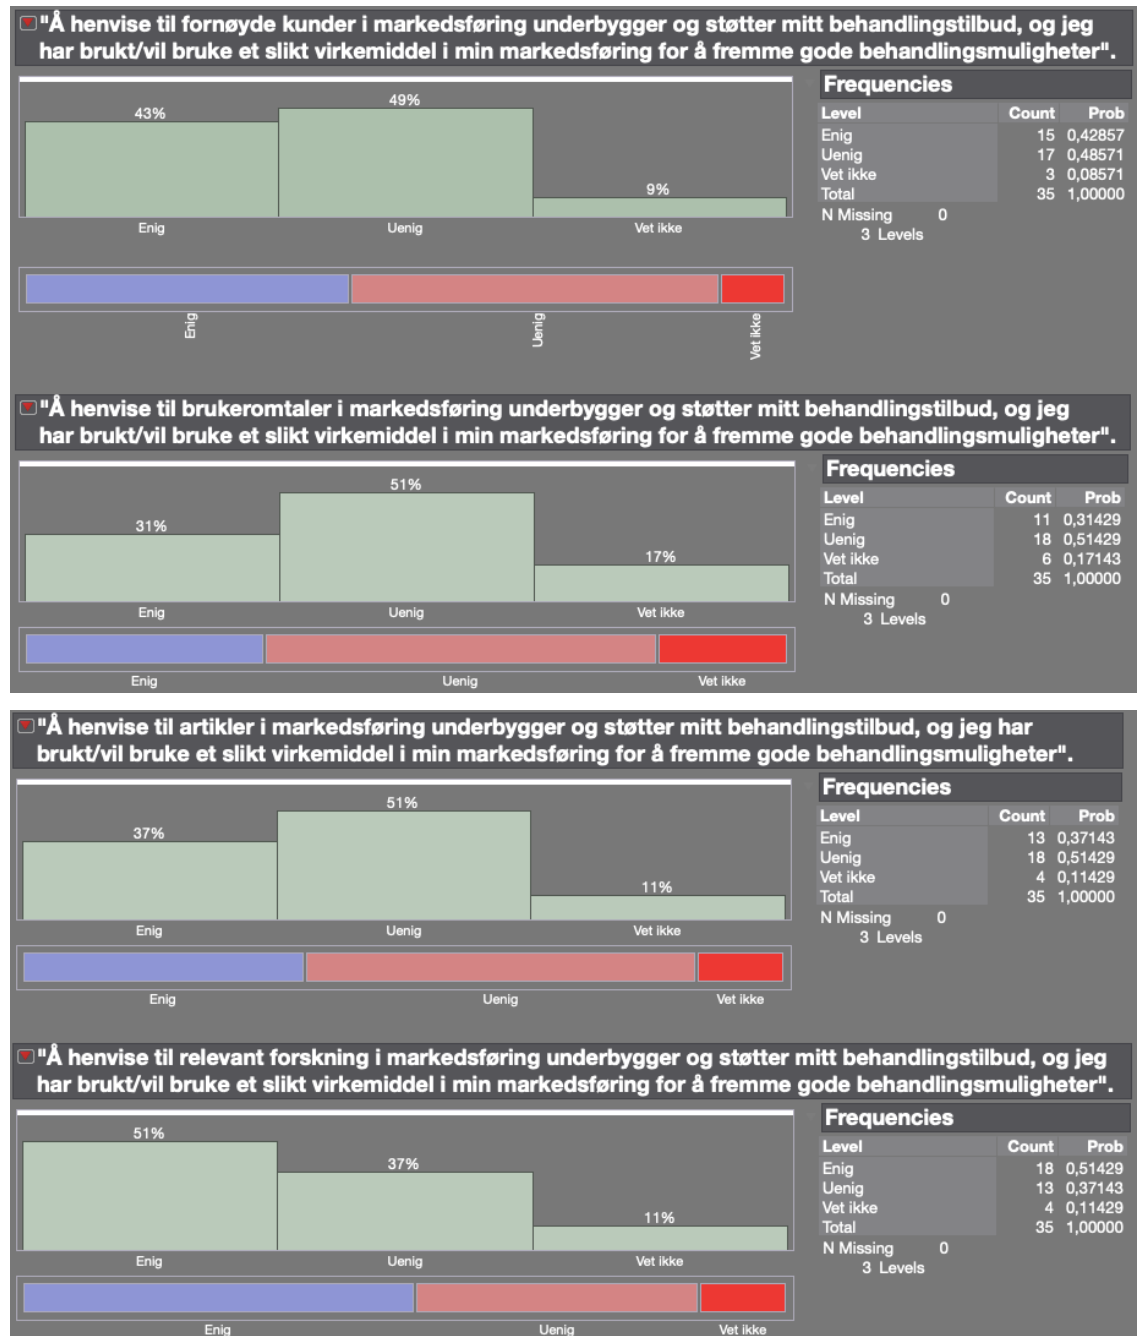 "Å henvise til fornøyde kunder i markedsføring underbygger og støtter mitt behandlingstilbud, og jeg
har brukt/vil bruke et slikt virkemiddel i min markedsføring for å fremme gode behandlingsmuligheter".
43%
49%
9%
Enig
Uenig
Vet ikke
Enig
Uenig
Vet ikke
Frequencies
Level Count Prob
Enig 15 0,42857
Uenig 17 0,48571
Vet ikke 3 0,08571
Total 35 1,00000
N Missing 0
3 Levels
"Å henvise til brukeromtaler i markedsføring underbygger og støtter mitt behandlingstilbud, og jeg
har brukt/vil bruke et slikt virkemiddel i min markedsføring for å fremme gode behandlingsmuligheter".
31%
51%
17%
Enig
Uenig
Vet ikke
Enig
Uenig
Vet ikke
Frequencies
Level Count Prob
Enig 11 0,31429
Uenig 18 0,51429
Vet ikke 6 0,17143
Total 35 1,00000
N Missing 0
3 Levels
"Å henvise til artikler i markedsføring underbygger og støtter mitt behandlingstilbud, og jeg har
brukt/vil bruke et slikt virkemiddel i min markedsføring for å fremme gode behandlingsmuligheter".
37%
51%
11%
Enig
Uenig
Vet ikke
Enig
Uenig
Vet ikke
Frequencies
Level Count Prob
Enig 13 0,37143
Uenig 18 0,51429
Vet ikke 4 0,11429
Total 35 1,00000
N Missing 0
3 Levels
"Å henvise til relevant forskning i markedsføring underbygger og støtter mitt behandlingstilbud, og jeg
har brukt/vil bruke et slikt virkemiddel i min markedsføring for å fremme gode behandlingsmuligheter".
51%
37%
11%
Enig
Uenig
Vet ikke
Enig
Uenig
Vet ikke
Frequencies
Level Count Prob
Enig 18 0,51429
Uenig 13 0,37143
Vet ikke 4 0,11429
Total 35 1,00000
N Missing 0
3 Levels